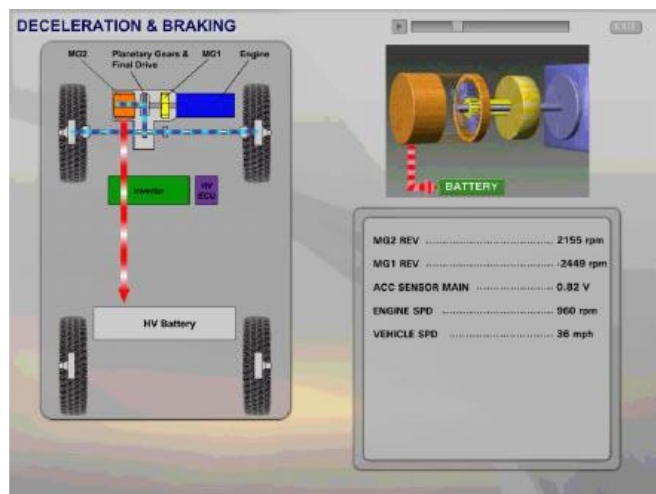 DECELERATION & BRAKING
EXIT
MG2 Planetary Gears & Final Drive MG1 Engine
Inverter HV ECU
HV Battery
BATTERY
MG2 REV 2155 rpm
MG1 REV -2449 rpm
ACC SENSOR MAIN 0.82 V
ENGINE SPD 960 rpm
VEHICLE SPD 36 mph